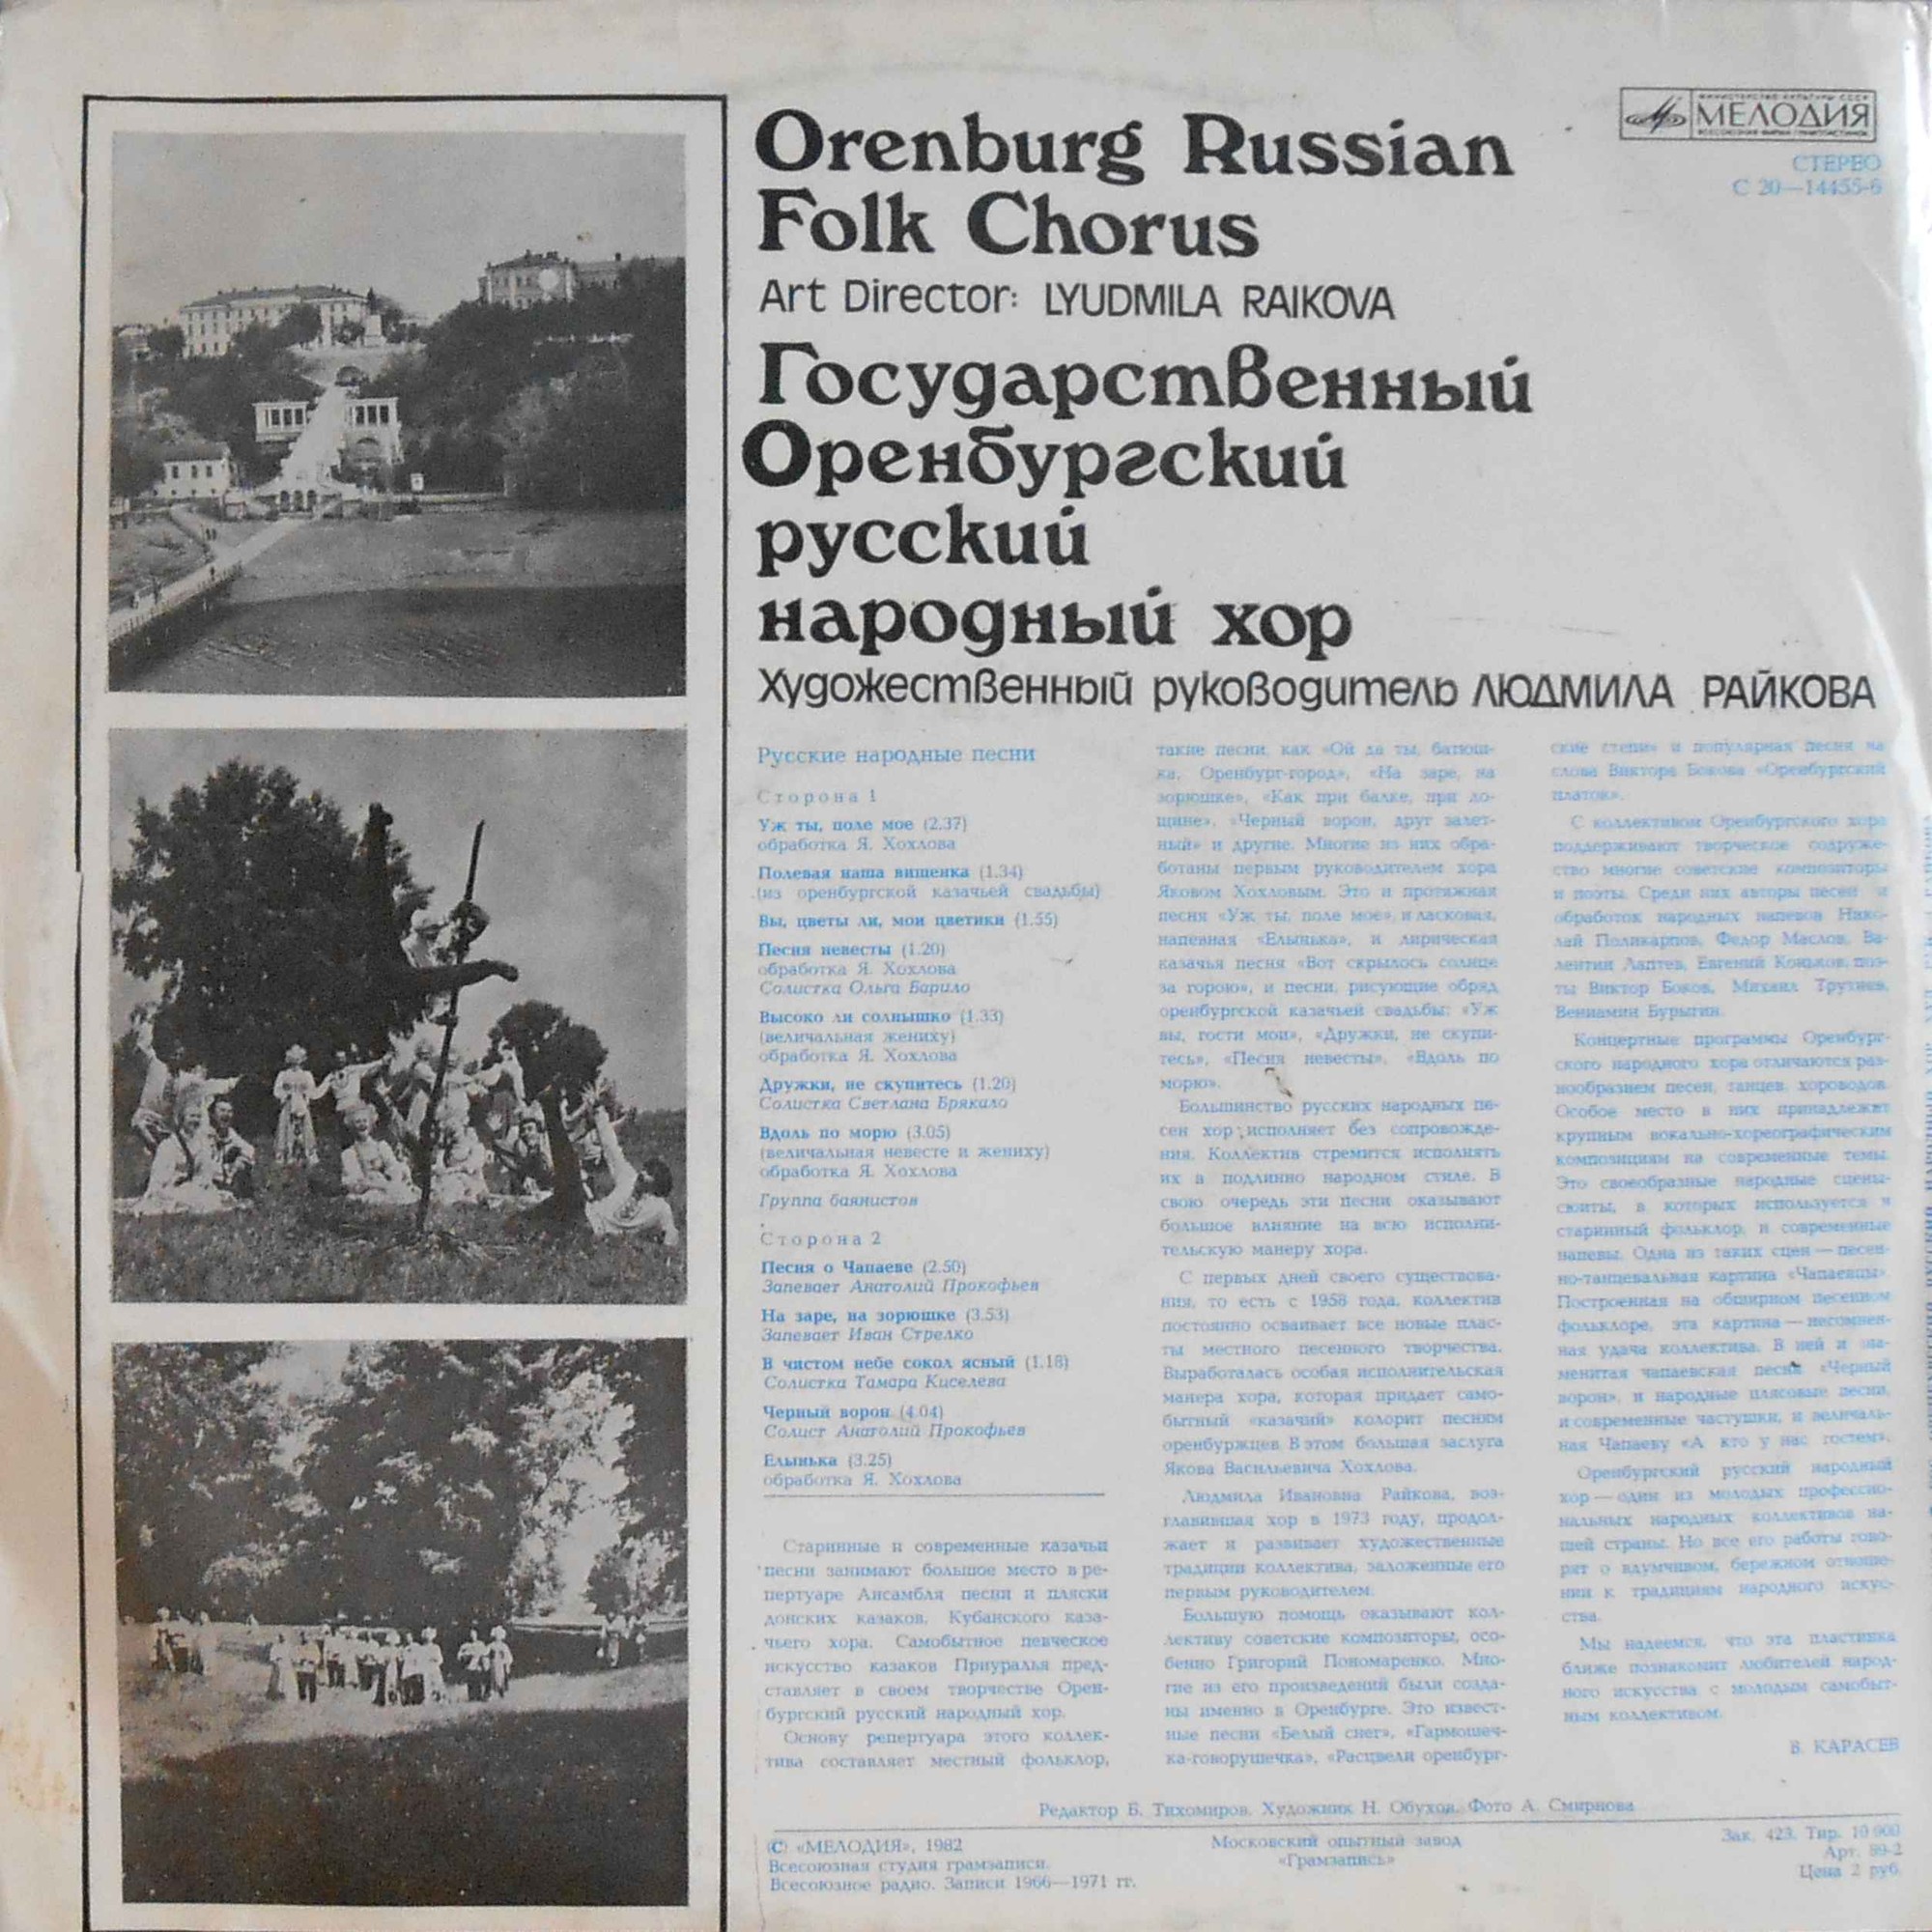 Orenburg Russian
Folk Chorus
Art Director: LYUDMILA RAIKOVA
МИНИСТЕРСТВО КУЛЬТУРЫ СССР
МЕЛОДИЯ
ВСЕСОЮЗНАЯ ФИРМА ГРАМПЛАСТИНОК
СТЕРЕО
С 20—14455-6
Государственный
Оренбургский
русский
народный хор
Художественный руководитель ЛЮДМИЛА РАЙКОВА
Русские народные песни
Сторона 1
Уж ты, поле мое (2.37)
обработка Я. Хохлова
Полевая наша вишенка (1.34)
(из оренбургской казачьей свадьбы)
Вы, цветы ли, мои цветики (1.55)
Песня невесты (1.20)
обработка Я. Хохлова
Солистка Ольга Барило
Высоко ли солнышко (1.33)
(величальная жениху)
обработка Я. Хохлова
Дружки, не скупитесь (1.20)
Солистка Светлана Брякало
Вдоль по морю (3.05)
(величальная невесте и жениху)
обработка Я. Хохлова
Группа баянистов
Сторона 2
Песня о Чапаеве (2.50)
Запевает Анатолий Прокофьев
На заре, на зорюшке (3.53)
Запевает Иван Стрелко
В чистом небе сокол ясный (1.18)
Солистка Тамара Киселева
Черный ворон (4.04)
Солист Анатолий Прокофьев
Елынька (3.25)
обработка Я. Хохлова
Старинные и современные казачьи
песни занимают большое место в ре-
пертуаре Ансамбля песни и пляски
донских казаков, Кубанского каза-
чьего хора. Самобытное певческое
искусство казаков Приуралья пред-
ставляет в своем творчестве Орен-
бургский русский народный хор.
Основу репертуара этого коллек-
тива составляет местный фольклор,
такие песни, как «Ой да ты, батюш-
ка, Оренбург-город», «На заре, на
зорюшке», «Как при балке, при ло-
щине», «Черный ворон, друг залет-
ный» и другие. Многие из них обра-
ботаны первым руководителем хора
Яковом Хохловым. Это и протяжная
песня «Уж ты, поле мое», и ласковая,
напевная «Елынька», и лирическая
казачья песня «Вот скрылось солнце
за горою», и песни, рисующие обряд
оренбургской казачьей свадьбы: «Уж
вы, гости мои», «Дружки, не скупи-
тесь», «Песня невесты», «Вдоль по
морю».
Большинство русских народных пе-
сен хор исполняет без сопровожде-
ния. Коллектив стремится исполнять
их в подлинно народном стиле. В
свою очередь эти песни оказывают
большое влияние на всю исполни-
тельскую манеру хора.
С первых дней своего существова-
ния, то есть с 1958 года, коллектив
постоянно осваивает все новые плас-
ты местного песенного творчества.
Выработалась особая исполнительская
манера хора, которая придает само-
бытный «казачий» колорит песням
оренбуржцев. В этом большая заслуга
Якова Васильевича Хохлова.
Людмила Ивановна Райкова, воз-
главившая хор в 1973 году, продол-
жает и развивает художественные
традиции коллектива, заложенные его
первым руководителем.
Большую помощь оказывают кол-
лективу советские композиторы, осо-
бенно Григорий Пономаренко. Мно-
гие из его произведений были созда-
ны именно в Оренбурге. Это извест-
ные песни «Белый снег», «Гармошеч-
ка-говорушечка», «Расцвели оренбург-
ские степи» и популярная песня на
слова Виктора Бокова «Оренбургский
платок».
С коллективом Оренбургского хора
поддерживают творческое содруже-
ство многие советские композиторы
и поэты. Среди них авторы песен и
обработок народных напевов Нико-
лай Поликарпов, Федор Маслов, Ва-
лентин Лаптев, Евгений Коньков, поэ-
ты Виктор Боков, Михаил Трутнев,
Вениамин Бурыгин.
Концертные программы Оренбург-
ского народного хора отличаются раз-
нообразием песен, танцев, хороводов.
Особое место в них принадлежит
крупным вокально-хореографическим
композициям на современные темы.
Это своеобразные народные сцены-
сюиты, в которых используется и
старинный фольклор, и современные
напевы. Одна из таких сцен — песен-
но-танцевальная картина «Чапаевцы».
Построенная на обширном песенном
фольклоре, эта картина — несомнен-
ная удача коллектива. В ней и зна-
менитая чапаевская песня «Черный
ворон», и народные плясовые песни,
и современные частушки, и величаль-
ная Чапаеву «А кто у нас гостем».
Оренбургский русский народный
хор — один из молодых профессио-
нальных народных коллективов на-
шей страны. Но все его работы гово-
рят о вдумчивом, бережном отноше-
нии к традициям народного искус-
ства.
Мы надеемся, что эта пластинка
ближе познакомит любителей народ-
ного искусства с молодым самобыт-
ным коллективом.
В. КАРАСЕВ
Редактор Б. Тихомиров. Художник Н. Обухов. Фото А. Смирнова
© «МЕЛОДИЯ», 1982
Всесоюзная студия грамзаписи.
Всесоюзное радио. Записи 1966—1971 гг.
Московский опытный завод
«Грамзапись»
Зак. 423. Тир. 10 900
Арт. 89-2
Цена 2 руб.